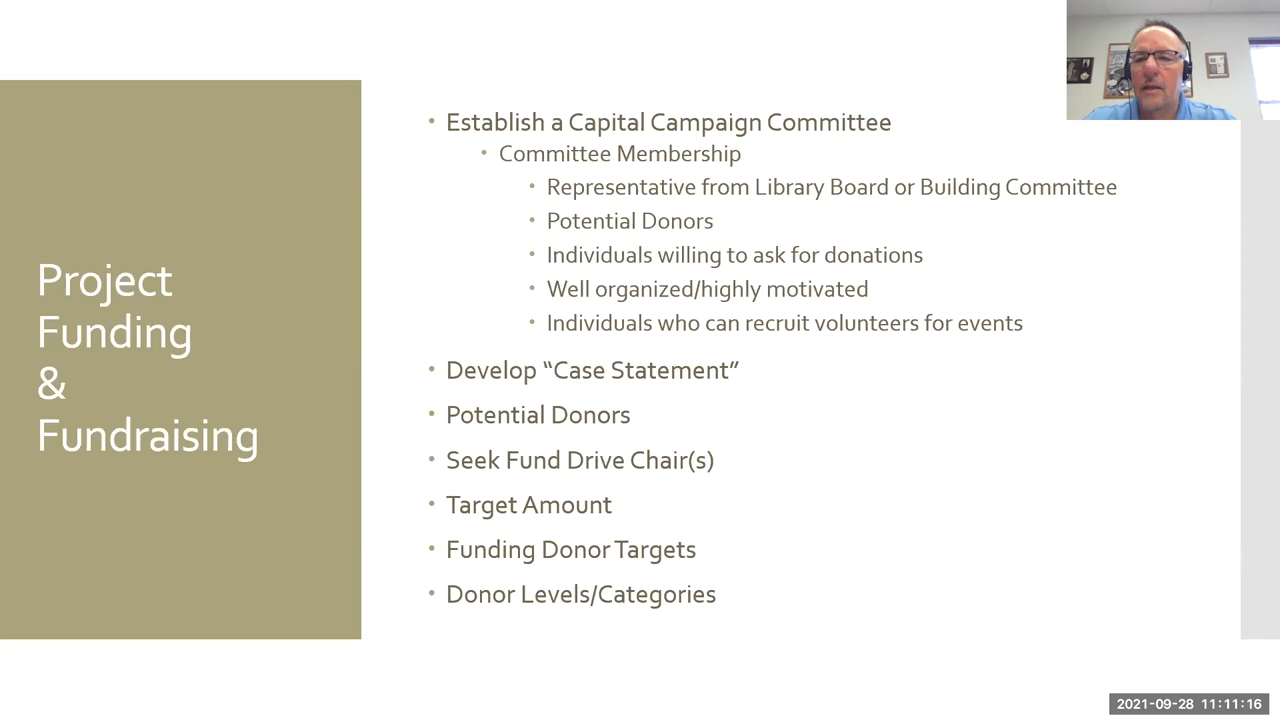 Project
Funding
&
Fundraising
• Establish a Capital Campaign Committee
• Committee Membership
• Representative from Library Board or Building Committee
• Potential Donors
• Individuals willing to ask for donations
• Well organized/highly motivated
• Individuals who can recruit volunteers for events
• Develop “Case Statement”
• Potential Donors
• Seek Fund Drive Chair(s)
• Target Amount
• Funding Donor Targets
• Donor Levels/Categories
2021-09-28 11:11:16